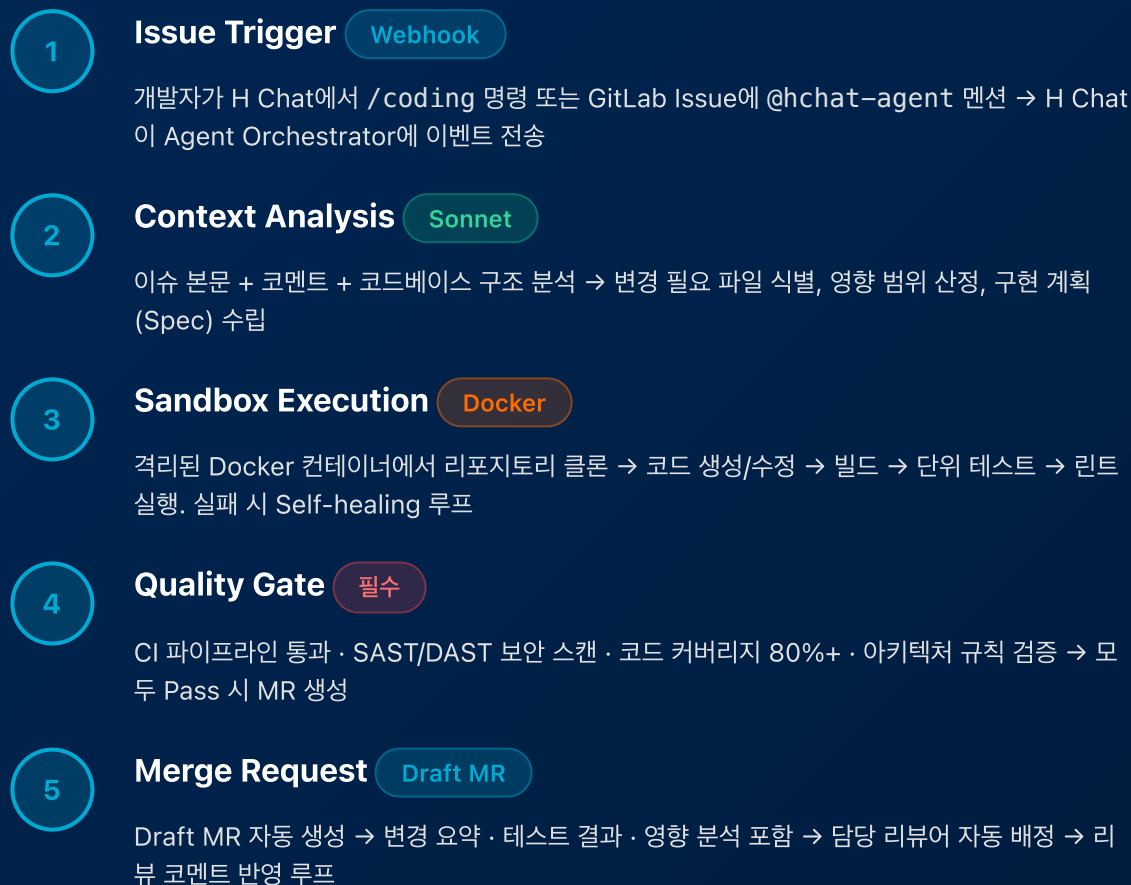 1
Issue Trigger Webhook
개발자가 H Chat에서 /coding 명령 또는 GitLab Issue에 @hchat-agent 멘션 → H Chat
이 Agent Orchestrator에 이벤트 전송
2
Context Analysis Sonnet
이슈 본문 + 코멘트 + 코드베이스 구조 분석 → 변경 필요 파일 식별, 영향 범위 산정, 구현 계획
(Spec) 수립
3
Sandbox Execution Docker
격리된 Docker 컨테이너에서 리포지토리 클론 → 코드 생성/수정 → 빌드 → 단위 테스트 → 린트
실행. 실패 시 Self-healing 루프
4
Quality Gate 필수
CI 파이프라인 통과 · SAST/DAST 보안 스캔 · 코드 커버리지 80%+ · 아키텍처 규칙 검증 → 모
두 Pass 시 MR 생성
5
Merge Request Draft MR
Draft MR 자동 생성 → 변경 요약 · 테스트 결과 · 영향 분석 포함 → 담당 리뷰어 자동 배정 → 리
뷰 코멘트 반영 루프